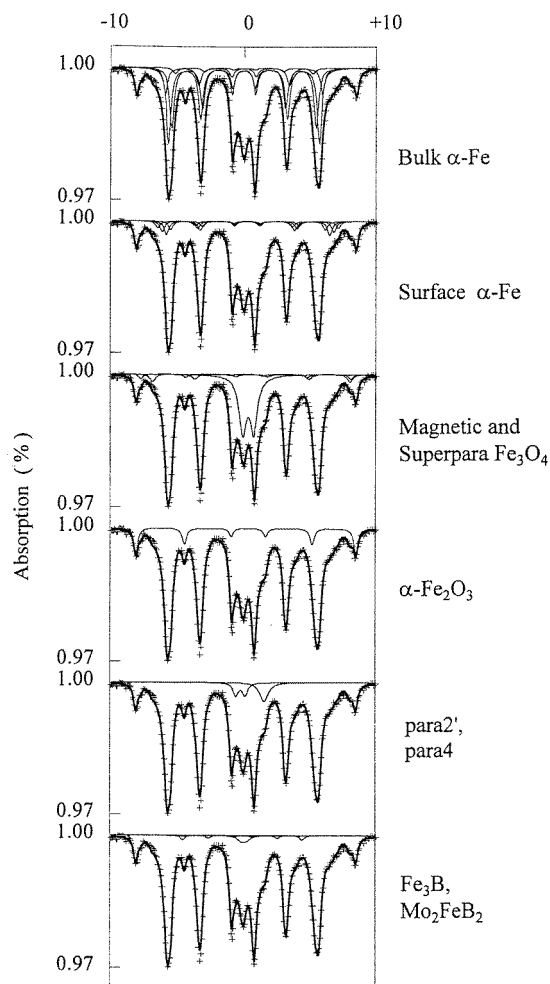 -10 0 +10
1.00
Bulk α-Fe
0.97
1.00
Surface α-Fe
0.97
1.00
Magnetic and
Superpara Fe₃O₄
Absorption (%)
0.97
1.00
α-Fe₂O₃
0.97
1.00
para2',
para4
0.97
1.00
Fe₃B,
Mo₂FeB₂
0.97